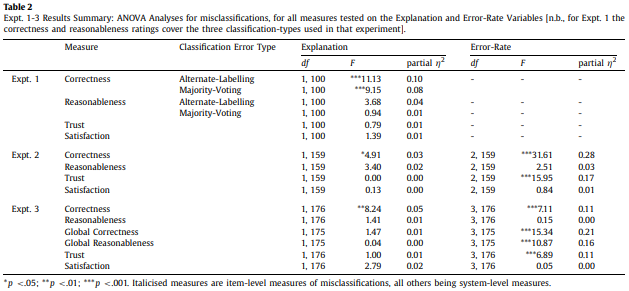 Table 2
Expt. 1-3 Results Summary: ANOVA Analyses for misclassifications, for all measures tested on the Explanation and Error-Rate Variables [n.b., for Expt. 1 the
correctness and reasonableness ratings cover the three classification-types used in that experiment].
Measure Classification Error Type Explanation Error-Rate
df F partial η² df F partial η²
Expt. 1 Correctness Alternate-Labelling 1, 100 ***11.13 0.10 - - -
Majority-Voting 1, 100 ***9.15 0.08
Reasonableness Alternate-Labelling 1, 100 3.68 0.04 - - -
Majority-Voting 1, 100 0.94 0.01
Trust 1, 100 0.79 0.01 - - -
Satisfaction 1, 100 1.39 0.01 - - -
Expt. 2 Correctness 1, 159 *4.91 0.03 2, 159 ***31.61 0.28
Reasonableness 1, 159 3.40 0.02 2, 159 2.51 0.03
Trust 1, 159 0.00 0.00 2, 159 ***15.95 0.17
Satisfaction 1, 159 0.13 0.00 2, 159 0.84 0.01
Expt. 3 Correctness 1, 176 **8.24 0.05 3, 176 ***7.11 0.11
Reasonableness 1, 176 1.41 0.01 3, 176 0.15 0.00
Global Correctness 1, 175 1.47 0.01 3, 175 ***15.34 0.21
Global Reasonableness 1, 175 0.04 0.00 3, 175 ***10.87 0.16
Trust 1, 176 1.00 0.01 3, 176 ***6.89 0.11
Satisfaction 1, 176 2.79 0.02 3, 176 0.05 0.00
*p <.05; **p <.01; ***p <.001. Italicised measures are item-level measures of misclassifications, all others being system-level measures.